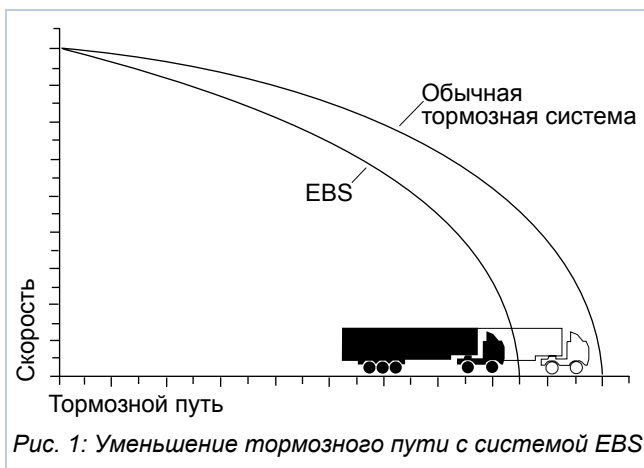 Обычная
тормозная система
EBS
Скорость
Тормозной путь
Рис. 1: Уменьшение тормозного пути с системой EBS